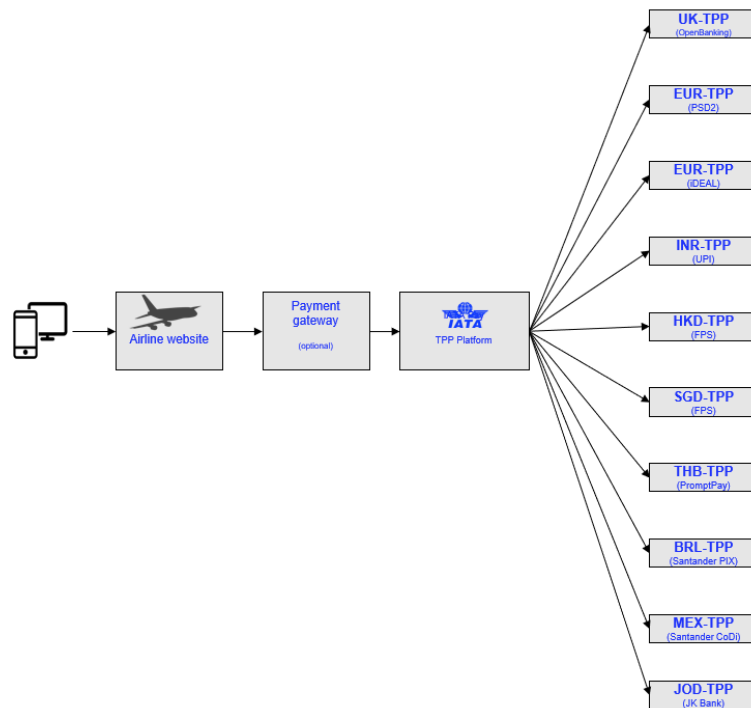 UK-TPP
(OpenBanking)
EUR-TPP
(PSD2)
EUR-TPP
(iDEAL)
INR-TPP
(UPI)
HKD-TPP
(FPS)
SGD-TPP
(FPS)
THB-TPP
(PromptPay)
BRL-TPP
(Santander PIX)
MEX-TPP
(Santander CoDi)
JOD-TPP
(JK Bank)
Airline website
Payment
gateway
(optional)
IATA
TPP Platform